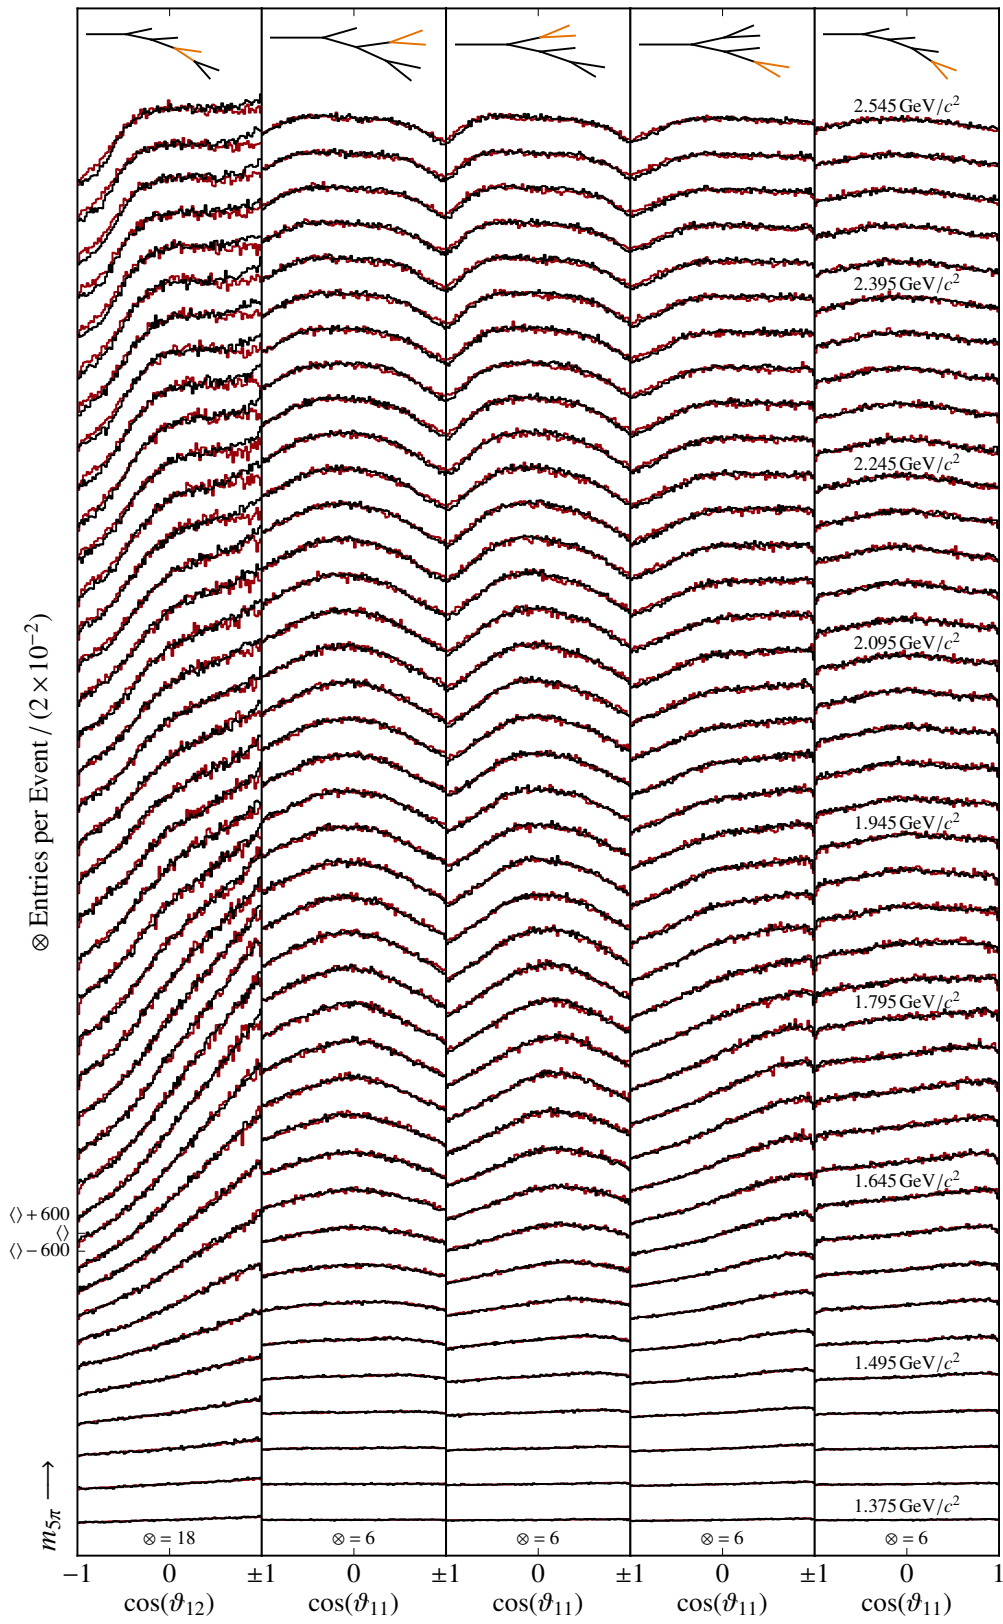 2.545 GeV/c²
2.395 GeV/c²
2.245 GeV/c²
2.095 GeV/c²
1.945 GeV/c²
1.795 GeV/c²
1.645 GeV/c²
1.495 GeV/c²
1.375 GeV/c²
⊗ Entries per Event / (2 × 10⁻²)
⟨⟩ + 600
⟨⟩
⟨⟩ − 600
m₅π ⟶
⊗ = 18 ⊗ = 6 ⊗ = 6 ⊗ = 6 ⊗ = 6
−1 0 ±1 0 ±1 0 ±1 0 ±1 0 1
cos(ϑ₁₂) cos(ϑ₁₁) cos(ϑ₁₁) cos(ϑ₁₁) cos(ϑ₁₁)